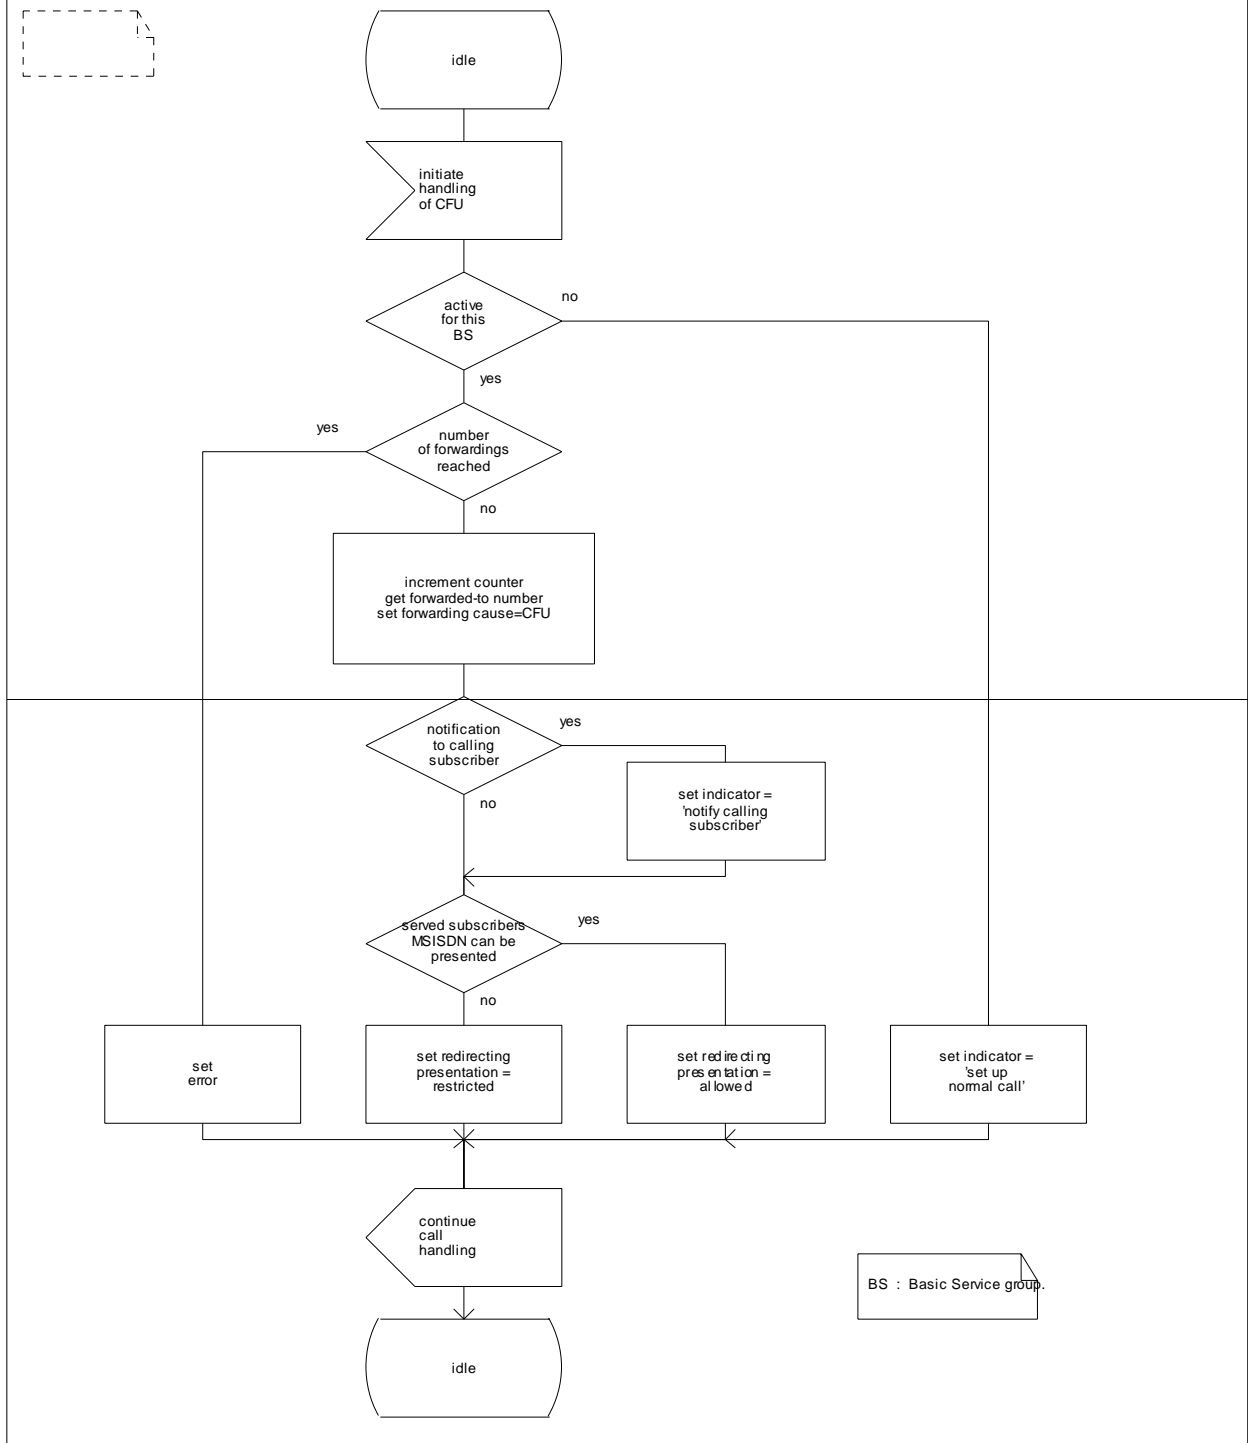 idle
initiate
handling
of CFU
active
for this
BS
no
yes
number
of forwardings
reached
yes
no
increment counter
get forwarded-to number
set forwarding cause=CFU
notification
to calling
subscriber
yes
no
set indicator =
'notify calling
subscriber'
served subscribers
MSISDN can be
presented
yes
no
set
error
set redirecting
presentation =
restricted
set redirecting
presentation =
allowed
set indicator =
'set up
normal call'
continue
call
handling
BS : Basic Service group.
idle